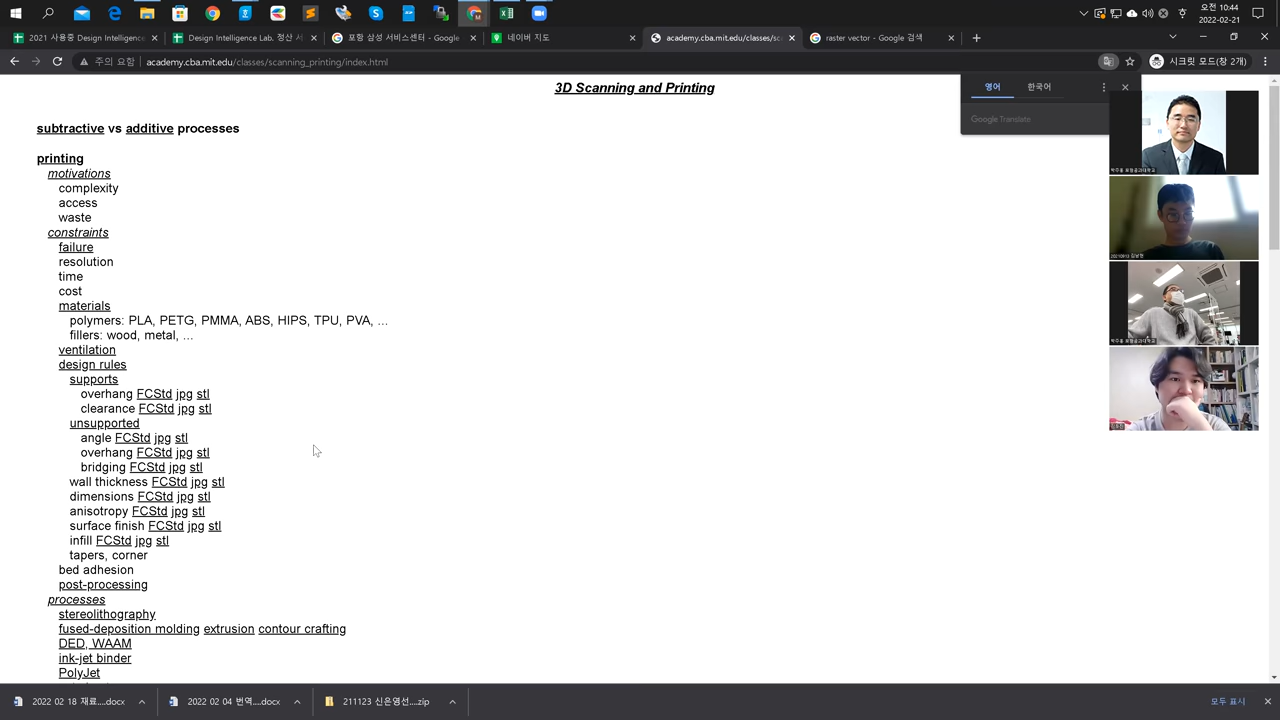 오전 10:44
2022-02-21
2021 사용중 Design Intelligence
Design Intelligence Lab. 정산 서
포항 삼성 서비스센터 - Google
네이버 지도
academy.cba.mit.edu/classes/sc
raster vector - Google 검색
주의 요함 | academy.cba.mit.edu/classes/scanning_printing/index.html
시크릿 모드(창 2개)
영어 한국어
Google Translate
3D Scanning and Printing
subtractive vs additive processes
printing
motivations
complexity
access
waste
constraints
failure
resolution
time
cost
materials
polymers: PLA, PETG, PMMA, ABS, HIPS, TPU, PVA, ...
fillers: wood, metal, ...
ventilation
design rules
supports
overhang FCStd jpg stl
clearance FCStd jpg stl
unsupported
angle FCStd jpg stl
overhang FCStd jpg stl
bridging FCStd jpg stl
wall thickness FCStd jpg stl
dimensions FCStd jpg stl
anisotropy FCStd jpg stl
surface finish FCStd jpg stl
infill FCStd jpg stl
tapers, corner
bed adhesion
post-processing
processes
stereolithography
fused-deposition molding extrusion contour crafting
DED, WAAM
ink-jet binder
PolyJet
2022 02 18 재료....docx
2022 02 04 번역....docx
211123 신은영선....zip
모두 표시